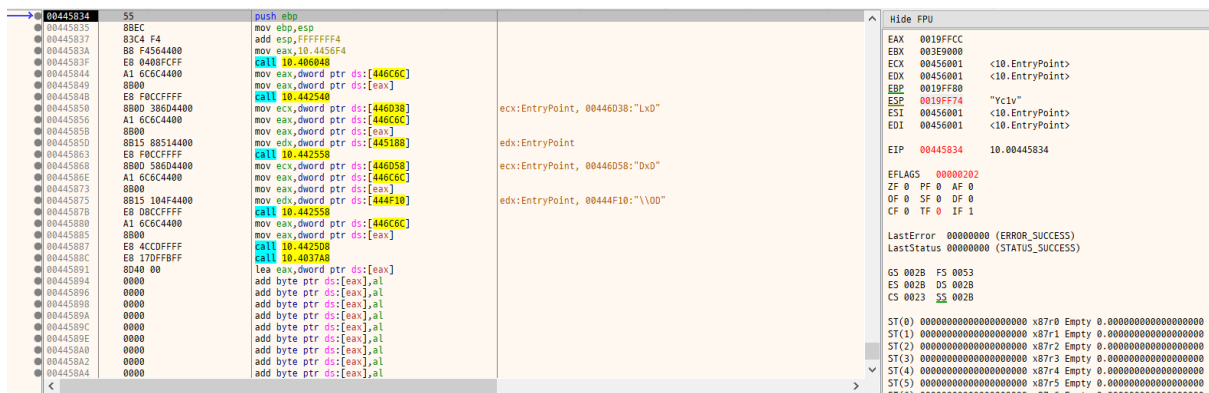 Hide FPU
00445834 55 push ebp
00445835 8BEC mov ebp,esp
00445837 83C4 F4 add esp,FFFFFFF4
0044583A B8 F4564400 mov eax,10.4456F4
0044583F E8 0408FCFF call 10.406048
00445844 A1 6C6C4400 mov eax,dword ptr ds:[446C6C]
00445849 8B00 mov eax,dword ptr ds:[eax]
0044584B E8 F0CCFFFF call 10.442540
00445850 8B0D 386D4400 mov ecx,dword ptr ds:[446D38] ecx:EntryPoint, 00446D38:"LxD"
00445856 A1 6C6C4400 mov eax,dword ptr ds:[446C6C]
0044585B 8B00 mov eax,dword ptr ds:[eax]
0044585D 8B15 88514400 mov edx,dword ptr ds:[445188] edx:EntryPoint
00445863 E8 F0CCFFFF call 10.442558
00445868 8B0D 586D4400 mov ecx,dword ptr ds:[446D58] ecx:EntryPoint, 00446D58:"DxD"
0044586E A1 6C6C4400 mov eax,dword ptr ds:[446C6C]
00445873 8B00 mov eax,dword ptr ds:[eax]
00445875 8B15 104F4400 mov edx,dword ptr ds:[444F10] edx:EntryPoint, 00444F10:"\\OD"
0044587B E8 D8CCFFFF call 10.442558
00445880 A1 6C6C4400 mov eax,dword ptr ds:[446C6C]
00445885 8B00 mov eax,dword ptr ds:[eax]
00445887 E8 4CCDFFFF call 10.4425D8
0044588C E8 17DFFBFF call 10.4037A8
00445891 8D40 00 lea eax,dword ptr ds:[eax]
00445894 0000 add byte ptr ds:[eax],al
00445896 0000 add byte ptr ds:[eax],al
00445898 0000 add byte ptr ds:[eax],al
0044589A 0000 add byte ptr ds:[eax],al
0044589C 0000 add byte ptr ds:[eax],al
0044589E 0000 add byte ptr ds:[eax],al
004458A0 0000 add byte ptr ds:[eax],al
004458A2 0000 add byte ptr ds:[eax],al
004458A4 0000 add byte ptr ds:[eax],al
EAX 0019FFCC
EBX 003E9000
ECX 00456001 <10.EntryPoint>
EDX 00456001 <10.EntryPoint>
EBP 0019FF80
ESP 0019FF74 "Yc1v"
ESI 00456001 <10.EntryPoint>
EDI 00456001 <10.EntryPoint>
EIP 00445834 10.00445834
EFLAGS 00000202
ZF 0 PF 0 AF 0
OF 0 SF 0 DF 0
CF 0 TF 0 IF 1
LastError 00000000 (ERROR_SUCCESS)
LastStatus 00000000 (STATUS_SUCCESS)
GS 002B FS 0053
ES 002B DS 002B
CS 0023 SS 002B
ST(0) 00000000000000000000 x87r0 Empty 0.000000000000000000
ST(1) 00000000000000000000 x87r1 Empty 0.000000000000000000
ST(2) 00000000000000000000 x87r2 Empty 0.000000000000000000
ST(3) 00000000000000000000 x87r3 Empty 0.000000000000000000
ST(4) 00000000000000000000 x87r4 Empty 0.000000000000000000
ST(5) 00000000000000000000 x87r5 Empty 0.000000000000000000